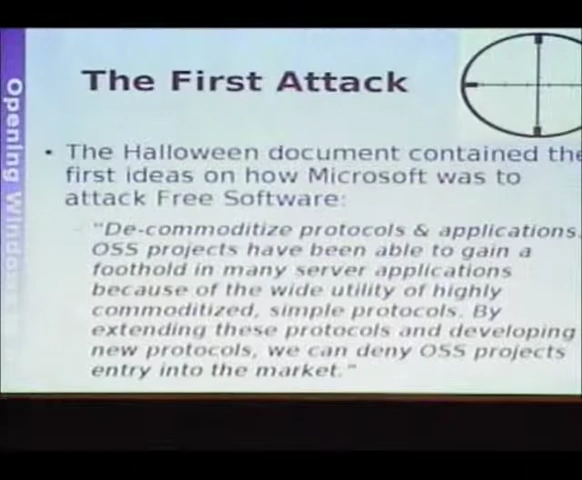 The First Attack
Opening Windows
• The Halloween document contained the
first ideas on how Microsoft was to
attack Free Software:
"De-commoditize protocols & applications.
OSS projects have been able to gain a
foothold in many server applications
because of the wide utility of highly
commoditized, simple protocols. By
extending these protocols and developing
new protocols, we can deny OSS projects
entry into the market."